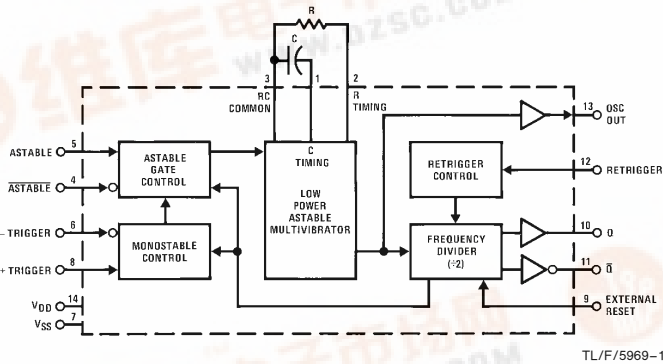 R
C
3
1
2
RC
COMMON
R
TIMING
13
OSC
OUT
ASTABLE
5
ASTABLE
GATE
CONTROL
C
TIMING
LOW
POWER
ASTABLE
MULTIVIBRATOR
RETRIGGER
CONTROL
12
RETRIGGER
ASTABLE
4
– TRIGGER
6
MONOSTABLE
CONTROL
FREQUENCY
DIVIDER
(÷2)
10
Q
+ TRIGGER
8
11
Q̅
VDD
14
VSS
7
9
EXTERNAL
RESET
TL/F/5969–1